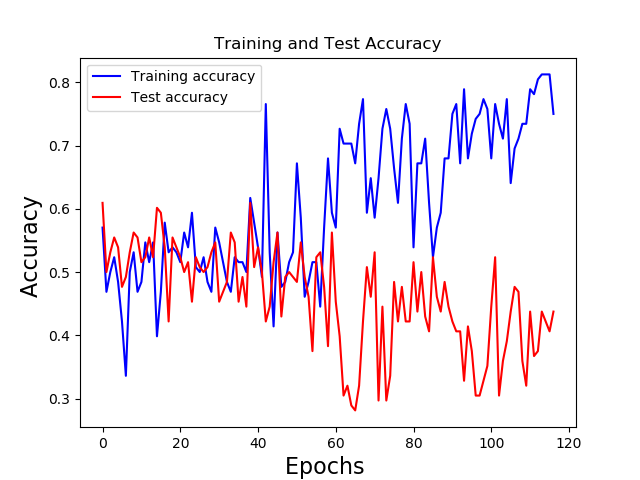 Training and Test Accuracy
Training accuracy
Test accuracy
0.8
0.7
0.6
0.5
0.4
0.3
Accuracy
0 20 40 60 80 100 120
Epochs